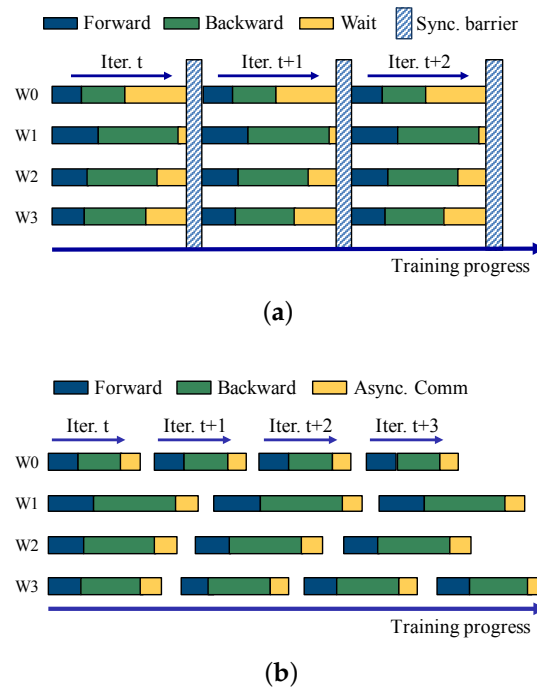 Forward Backward Wait Sync. barrier
Iter. t Iter. t+1 Iter. t+2
W0
W1
W2
W3
Training progress
(a)
Forward Backward Async. Comm
Iter. t Iter. t+1 Iter. t+2 Iter. t+3
W0
W1
W2
W3
Training progress
(b)